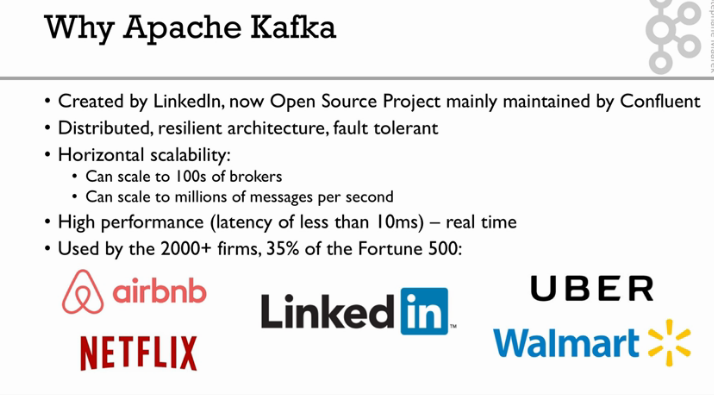 Why Apache Kafka
• Created by LinkedIn, now Open Source Project mainly maintained by Confluent
• Distributed, resilient architecture, fault tolerant
• Horizontal scalability:
• Can scale to 100s of brokers
• Can scale to millions of messages per second
• High performance (latency of less than 10ms) – real time
• Used by the 2000+ firms, 35% of the Fortune 500:
airbnb
LinkedIn™
UBER
NETFLIX
Walmart